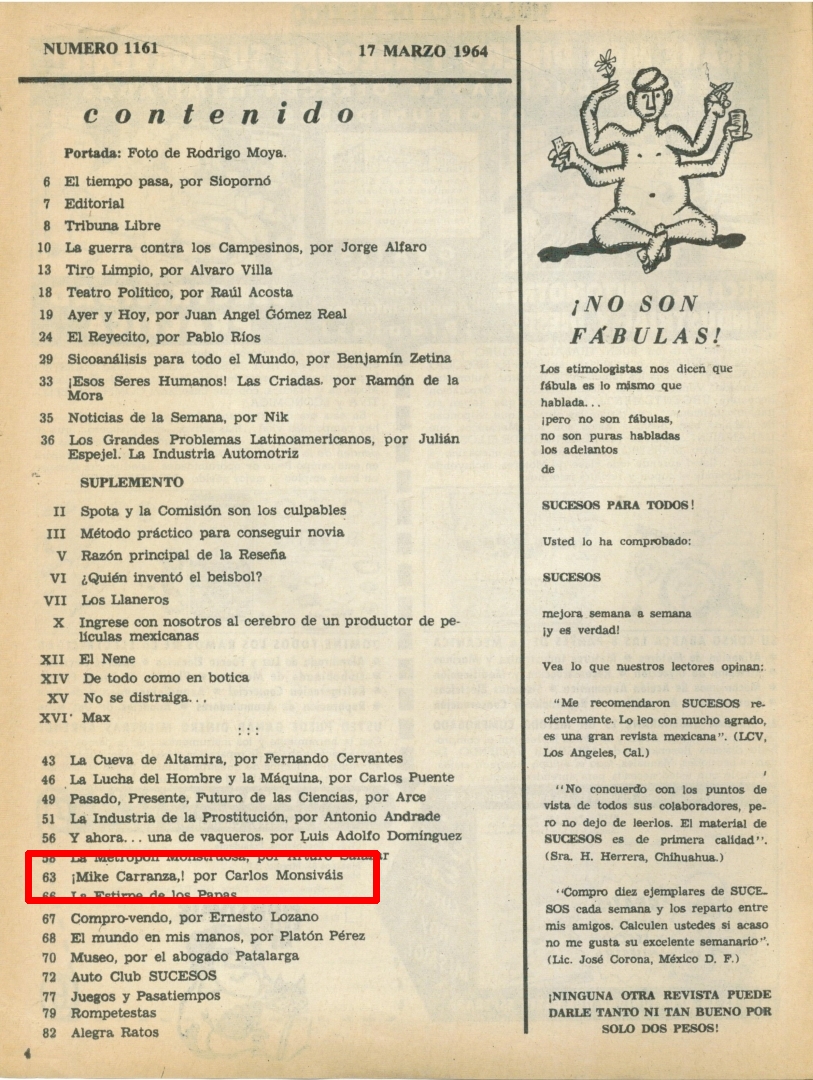 NUMERO 1161
17 MARZO 1964
contenido
Portada: Foto de Rodrigo Moya.
6 El tiempo pasa, por Siopornó
7 Editorial
8 Tribuna Libre
10 La guerra contra los Campesinos, por Jorge Alfaro
13 Tiro Limpio, por Alvaro Villa
18 Teatro Político, por Raúl Acosta
19 Ayer y Hoy, por Juan Angel Gómez Real
24 El Reyecito, por Pablo Ríos
29 Sicoanálisis para todo el Mundo, por Benjamín Zetina
33 ¡Esos Seres Humanos! Las Criadas. por Ramón de la
Mora
35 Noticias de la Semana, por Nik
36 Los Grandes Problemas Latinoamericanos, por Julián
Espejel. La Industria Automotriz
SUPLEMENTO
II Spota y la Comisión son los culpables
III Método práctico para conseguir novia
V Razón principal de la Reseña
VI ¿Quién inventó el beisbol?
VII Los Llaneros
X Ingrese con nosotros al cerebro de un productor de pe-
lículas mexicanas
XII El Nene
XIV De todo como en botica
XV No se distraiga...
XVI Max
:::
43 La Cueva de Altamira, por Fernando Cervantes
46 La Lucha del Hombre y la Máquina, por Carlos Puente
49 Pasado, Presente, Futuro de las Ciencias, por Arce
51 La Industria de la Prostitución, por Antonio Andrade
56 Y ahora... una de vaqueros. por Luis Adolfo Domínguez
58 La Metrópoli Monstruosa, por Arturo Salazar
63 ¡Mike Carranza,! por Carlos Monsiváis
66 La Estirpe de los Papas
67 Compro-vendo, por Ernesto Lozano
68 El mundo en mis manos, por Platón Pérez
70 Museo, por el abogado Patalarga
72 Auto Club SUCESOS
77 Juegos y Pasatiempos
79 Rompetestas
82 Alegra Ratos
4
¡NO SON
FÁBULAS!
Los etimologistas nos dicen que
fábula es lo mismo que
hablada...
¡pero no son fábulas,
no son puras habladas
los adelantos
de
SUCESOS PARA TODOS!
Usted lo ha comprobado:
SUCESOS
mejora semana a semana
¡y es verdad!
Vea lo que nuestros lectores opinan:
"Me recomendaron SUCESOS re-
cientemente. Lo leo con mucho agrado,
es una gran revista mexicana". (LCV,
Los Angeles, Cal.)
"No concuerdo con los puntos de
vista de todos sus colaboradores, pe-
ro no dejo de leerlos. El material de
SUCESOS es de primera calidad".
(Sra. H. Herrera, Chihuahua.)
"Compro diez ejemplares de SUCE-
SOS cada semana y los reparto entre
mis amigos. Calculen ustedes si acaso
no me gusta su excelente semanario".
(Lic. José Corona, México D. F.)
¡NINGUNA OTRA REVISTA PUEDE
DARLE TANTO NI TAN BUENO POR
SOLO DOS PESOS!